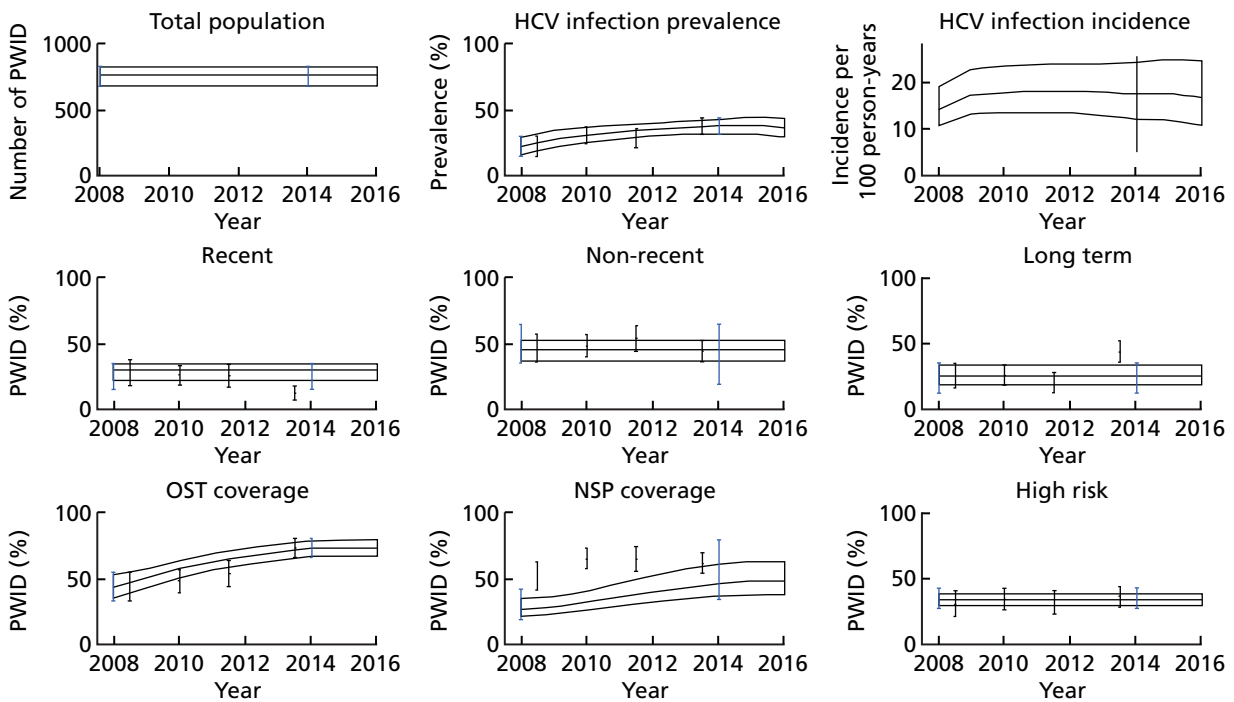 Total population
Number of PWID
1000
500
0
2008 2010 2012 2014 2016
Year
HCV infection prevalence
Prevalence (%)
100
50
0
2008 2010 2012 2014 2016
Year
HCV infection incidence
Incidence per
100 person-years
20
10
0
2008 2010 2012 2014 2016
Year
Recent
PWID (%)
100
50
0
2008 2010 2012 2014 2016
Year
Non-recent
PWID (%)
100
50
0
2008 2010 2012 2014 2016
Year
Long term
PWID (%)
100
50
0
2008 2010 2012 2014 2016
Year
OST coverage
PWID (%)
100
50
0
2008 2010 2012 2014 2016
Year
NSP coverage
PWID (%)
100
50
0
2008 2010 2012 2014 2016
Year
High risk
PWID (%)
100
50
0
2008 2010 2012 2014 2016
Year